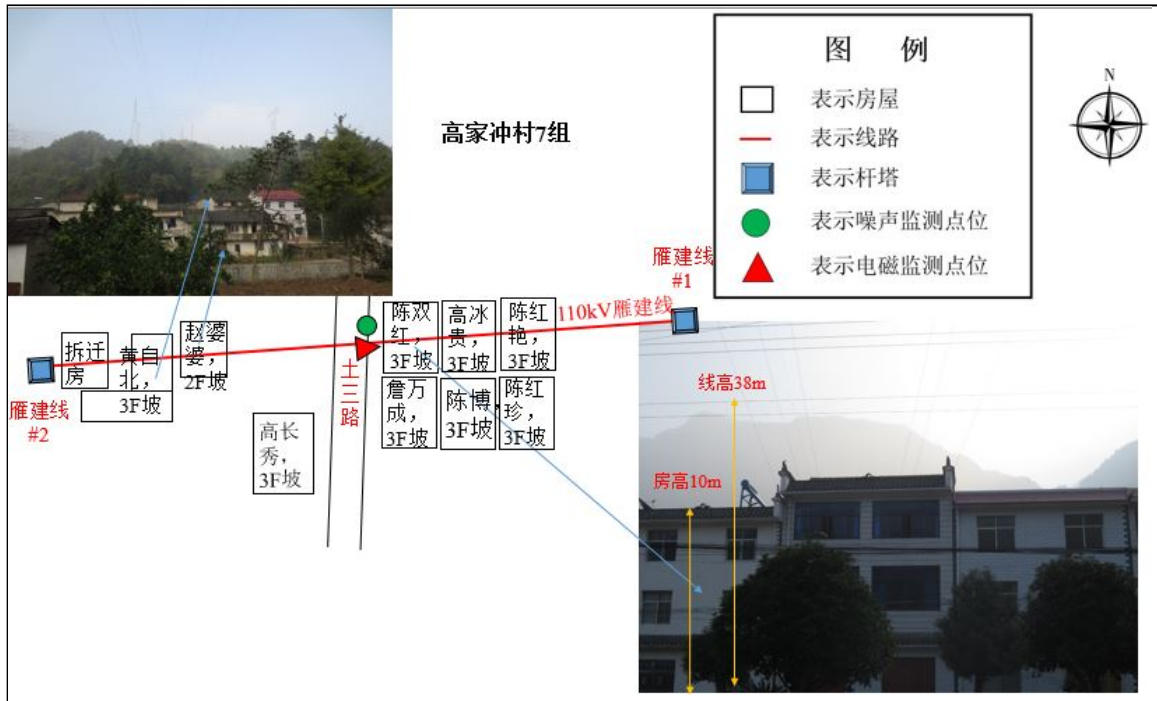 图 例
表示房屋
表示线路
表示杆塔
表示噪声监测点位
表示电磁监测点位
N
高家冲村7组
雁建线
#1
110kV雁建线
陈双
红，
3F坡
高冰
贵，
3F坡
陈红
艳，
3F坡
赵婆
婆，
2F坡
拆迁
房
黄自
北，
3F坡
雁建线
#2
土三路
詹万
成，
3F坡
陈博，
3F坡
陈红
珍，
3F坡
高长
秀，
3F坡
线高38m
房高10m